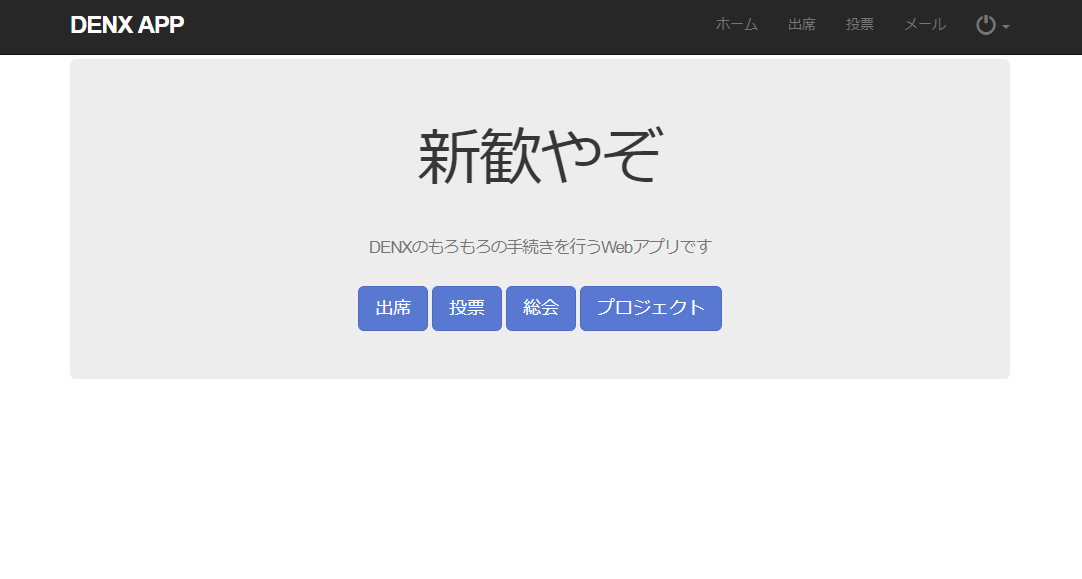 DENX APP ホーム 出席 投票 メール
新歓やぞ
DENXのもろもろの手続きを行うWebアプリです
出席 投票 総会 プロジェクト